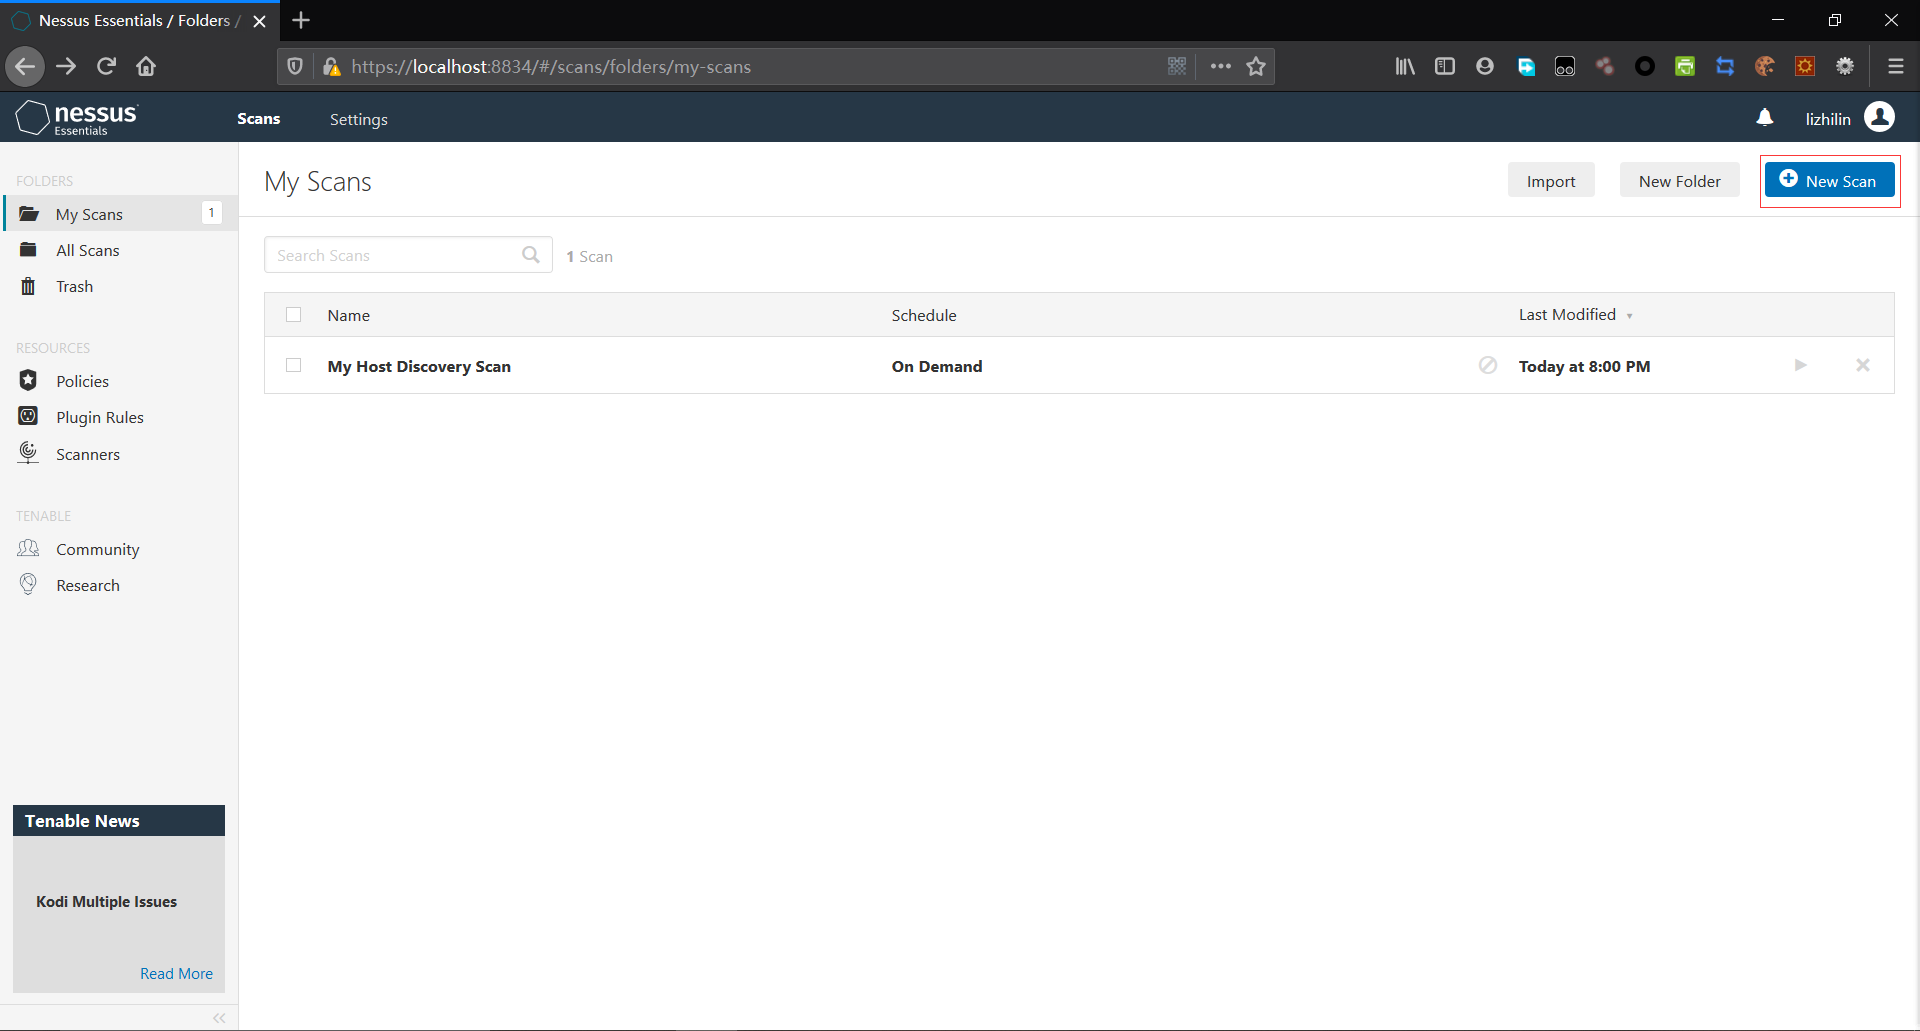 Nessus Essentials / Folders /
https://localhost:8834/#/scans/folders/my-scans
nessus
Essentials
Scans
Settings
lizhilin
FOLDERS
My Scans
1
All Scans
Trash
RESOURCES
Policies
Plugin Rules
Scanners
TENABLE
Community
Research
Tenable News
Kodi Multiple Issues
Read More
My Scans
Import
New Folder
New Scan
Search Scans
1 Scan
Name
Schedule
Last Modified
My Host Discovery Scan
On Demand
Today at 8:00 PM